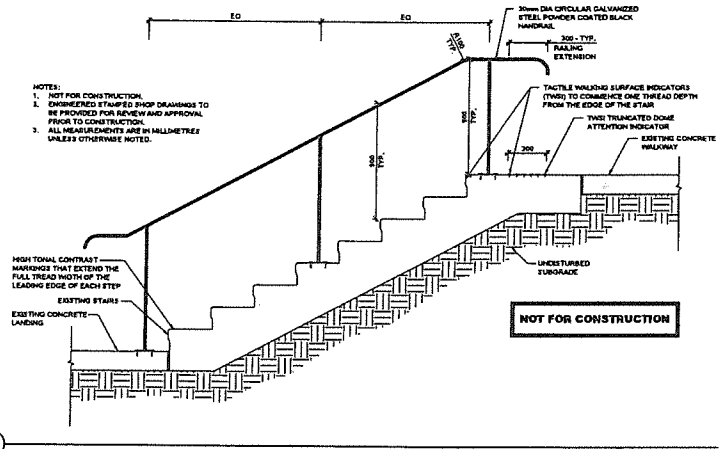 EQ
EQ
30mm DIA CIRCULAR GALVANIZED
STEEL POWDER COATED BLACK
HANDRAIL
R100
TYP.
300 - TYP.
RAILING
EXTENSION
NOTES:
1. NOT FOR CONSTRUCTION.
2. ENGINEERED STAMPED SHOP DRAWINGS TO
BE PROVIDED FOR REVIEW AND APPROVAL
PRIOR TO CONSTRUCTION.
3. ALL MEASUREMENTS ARE IN MILLIMETRES
UNLESS OTHERWISE NOTED.
TACTILE WALKING SURFACE INDICATORS
(TWSI) TO COMMENCE ONE THREAD DEPTH
FROM THE EDGE OF THE STAIR
900
TYP.
TWSI TRUNCATED DOME
ATTENTION INDICATOR
300
EXISTING CONCRETE
WALKWAY
900
TYP.
HIGH TONAL CONTRAST
MARKINGS THAT EXTEND THE
FULL TREAD WIDTH OF THE
LEADING EDGE OF EACH STEP
UNDISTURBED
SUBGRADE
EXISTING STAIRS
EXISTING CONCRETE
LANDING
NOT FOR CONSTRUCTION